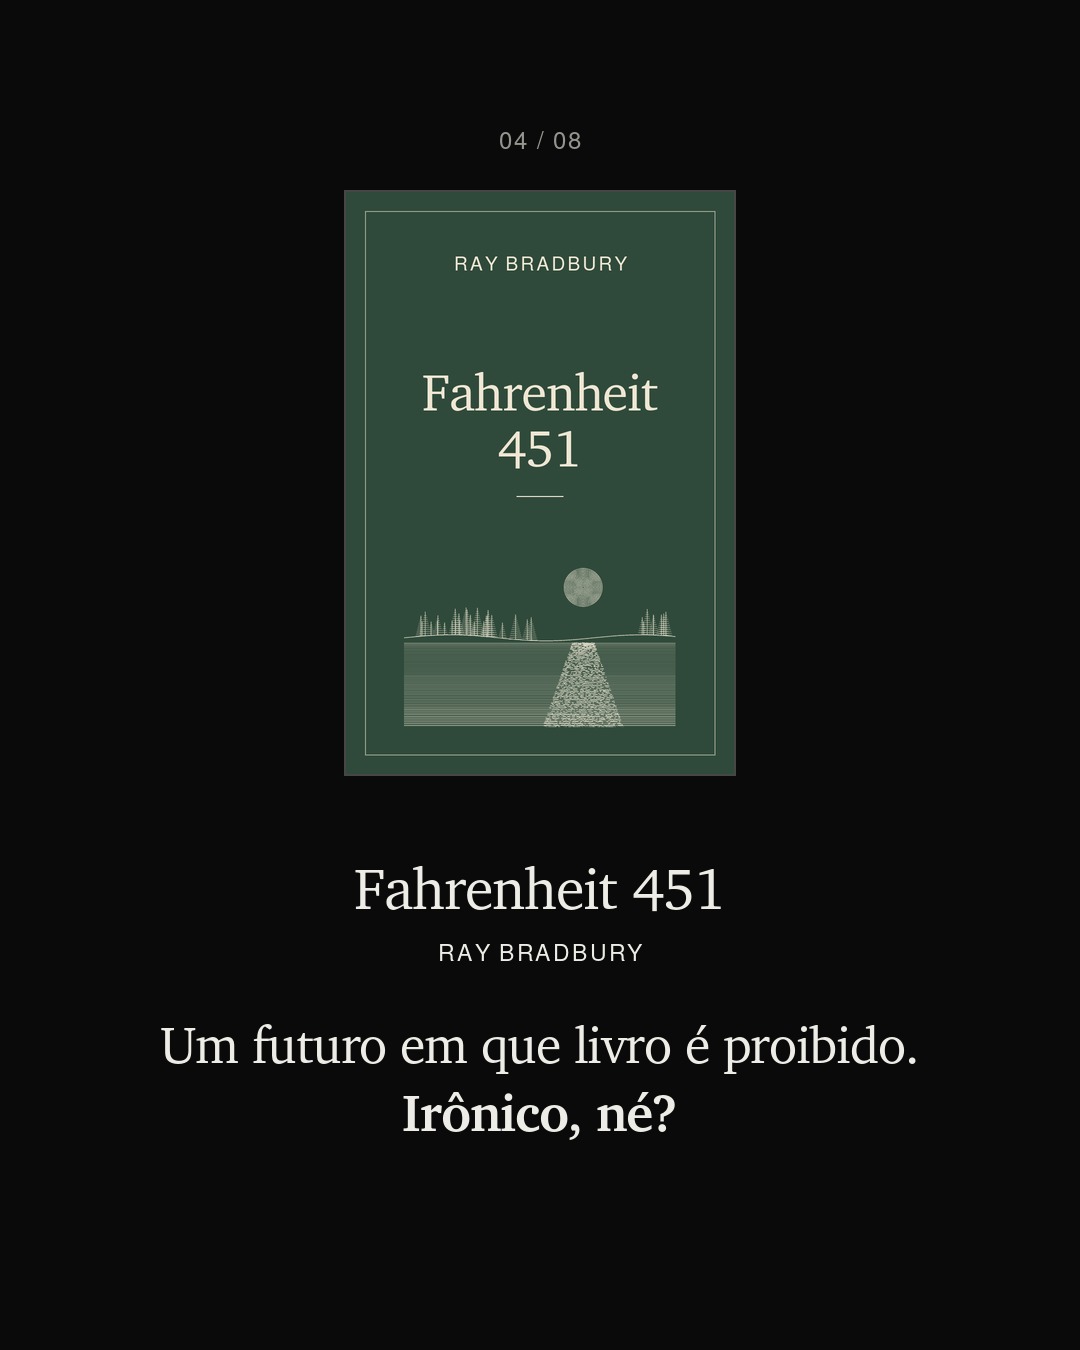 04 / 08
RAY BRADBURY
Fahrenheit
451
Fahrenheit 451
RAY BRADBURY
Um futuro em que livro é proibido.
Irônico, né?